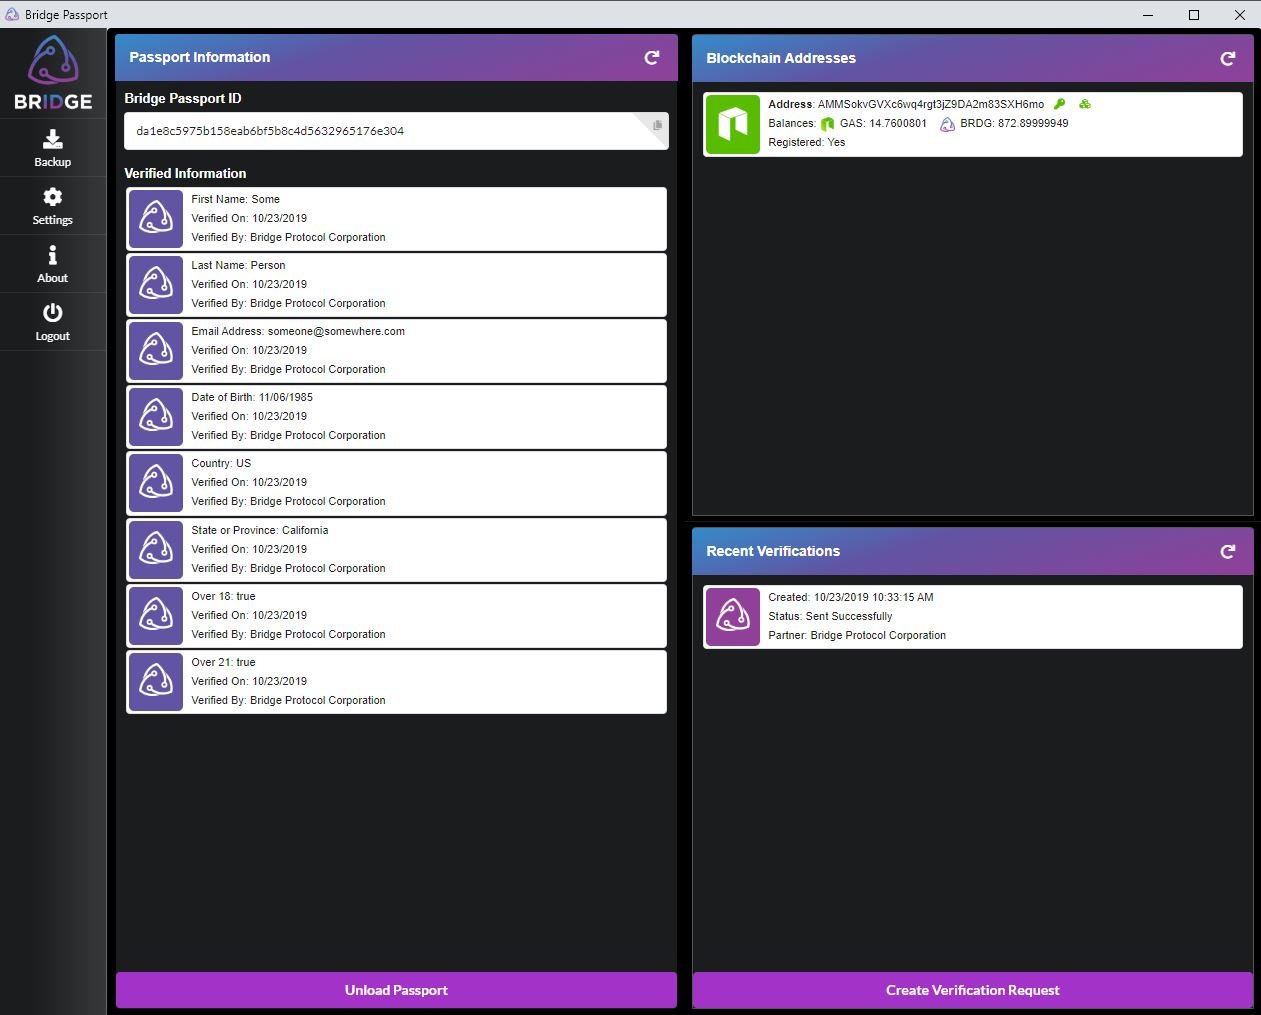 Bridge Passport
BRIDGE
Backup
Settings
About
Logout
Passport Information
Bridge Passport ID
da1e8c5975b158eab6bf5b8c4d5632965176e304
Verified Information
First Name: Some
Verified On: 10/23/2019
Verified By: Bridge Protocol Corporation
Last Name: Person
Verified On: 10/23/2019
Verified By: Bridge Protocol Corporation
Email Address: someone@somewhere.com
Verified On: 10/23/2019
Verified By: Bridge Protocol Corporation
Date of Birth: 11/06/1985
Verified On: 10/23/2019
Verified By: Bridge Protocol Corporation
Country: US
Verified On: 10/23/2019
Verified By: Bridge Protocol Corporation
State or Province: California
Verified On: 10/23/2019
Verified By: Bridge Protocol Corporation
Over 18: true
Verified On: 10/23/2019
Verified By: Bridge Protocol Corporation
Over 21: true
Verified On: 10/23/2019
Verified By: Bridge Protocol Corporation
Unload Passport
Blockchain Addresses
Address: AMMSokvGVXc6wq4rgt3jZ9DA2m83SXH6mo
Balances: GAS: 14.7600801 BRDG: 872.89999949
Registered: Yes
Recent Verifications
Created: 10/23/2019 10:33:15 AM
Status: Sent Successfully
Partner: Bridge Protocol Corporation
Create Verification Request